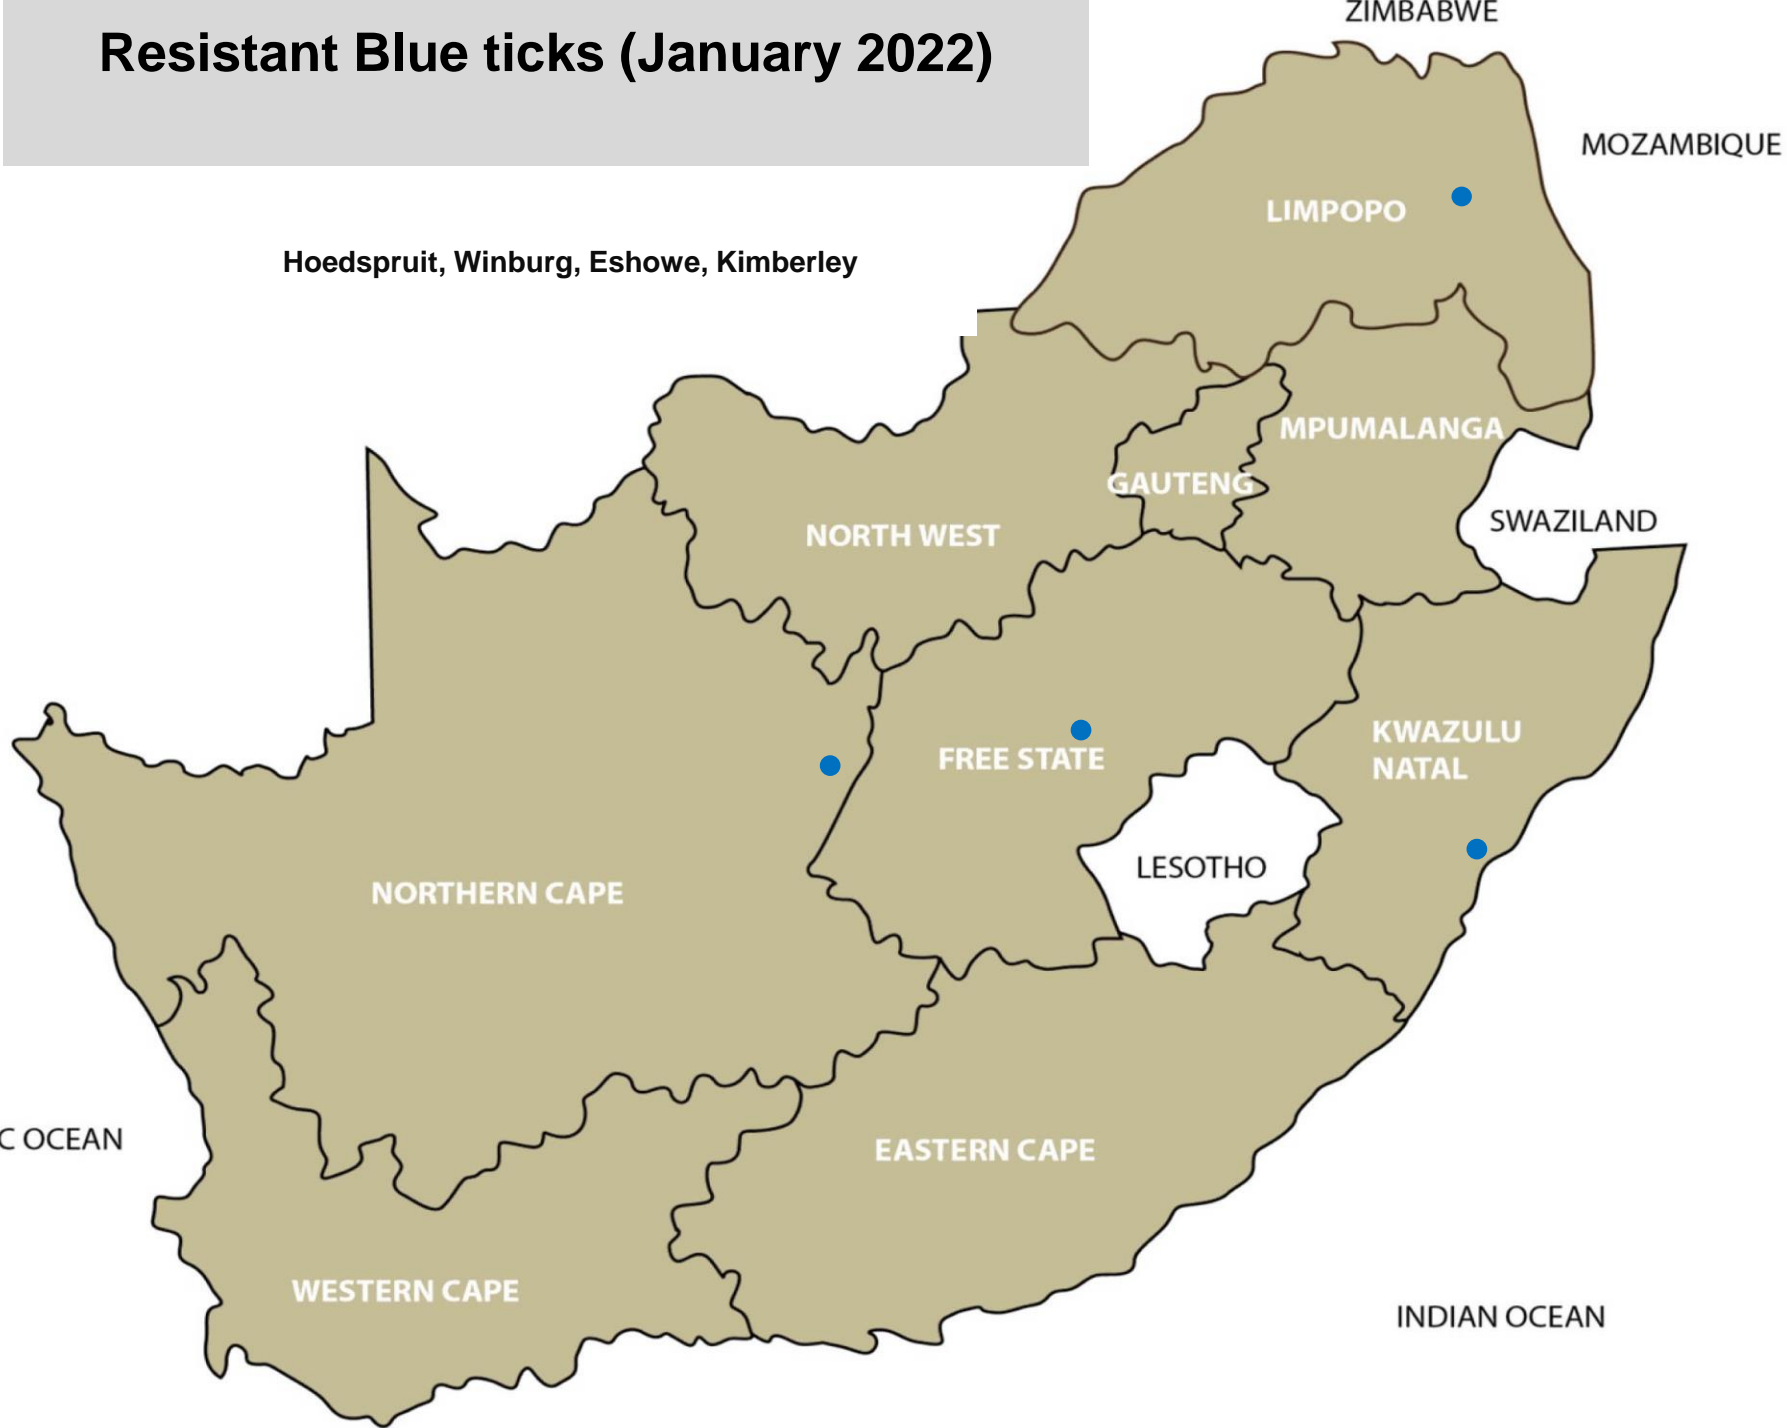 Resistant Blue ticks (January 2022)
ZIMBABWE
MOZAMBIQUE
LIMPOPO
Hoedspruit, Winburg, Eshowe, Kimberley
MPUMALANGA
GAUTENG
SWAZILAND
NORTH WEST
KWAZULU
NATAL
FREE STATE
LESOTHO
NORTHERN CAPE
C OCEAN
EASTERN CAPE
WESTERN CAPE
INDIAN OCEAN